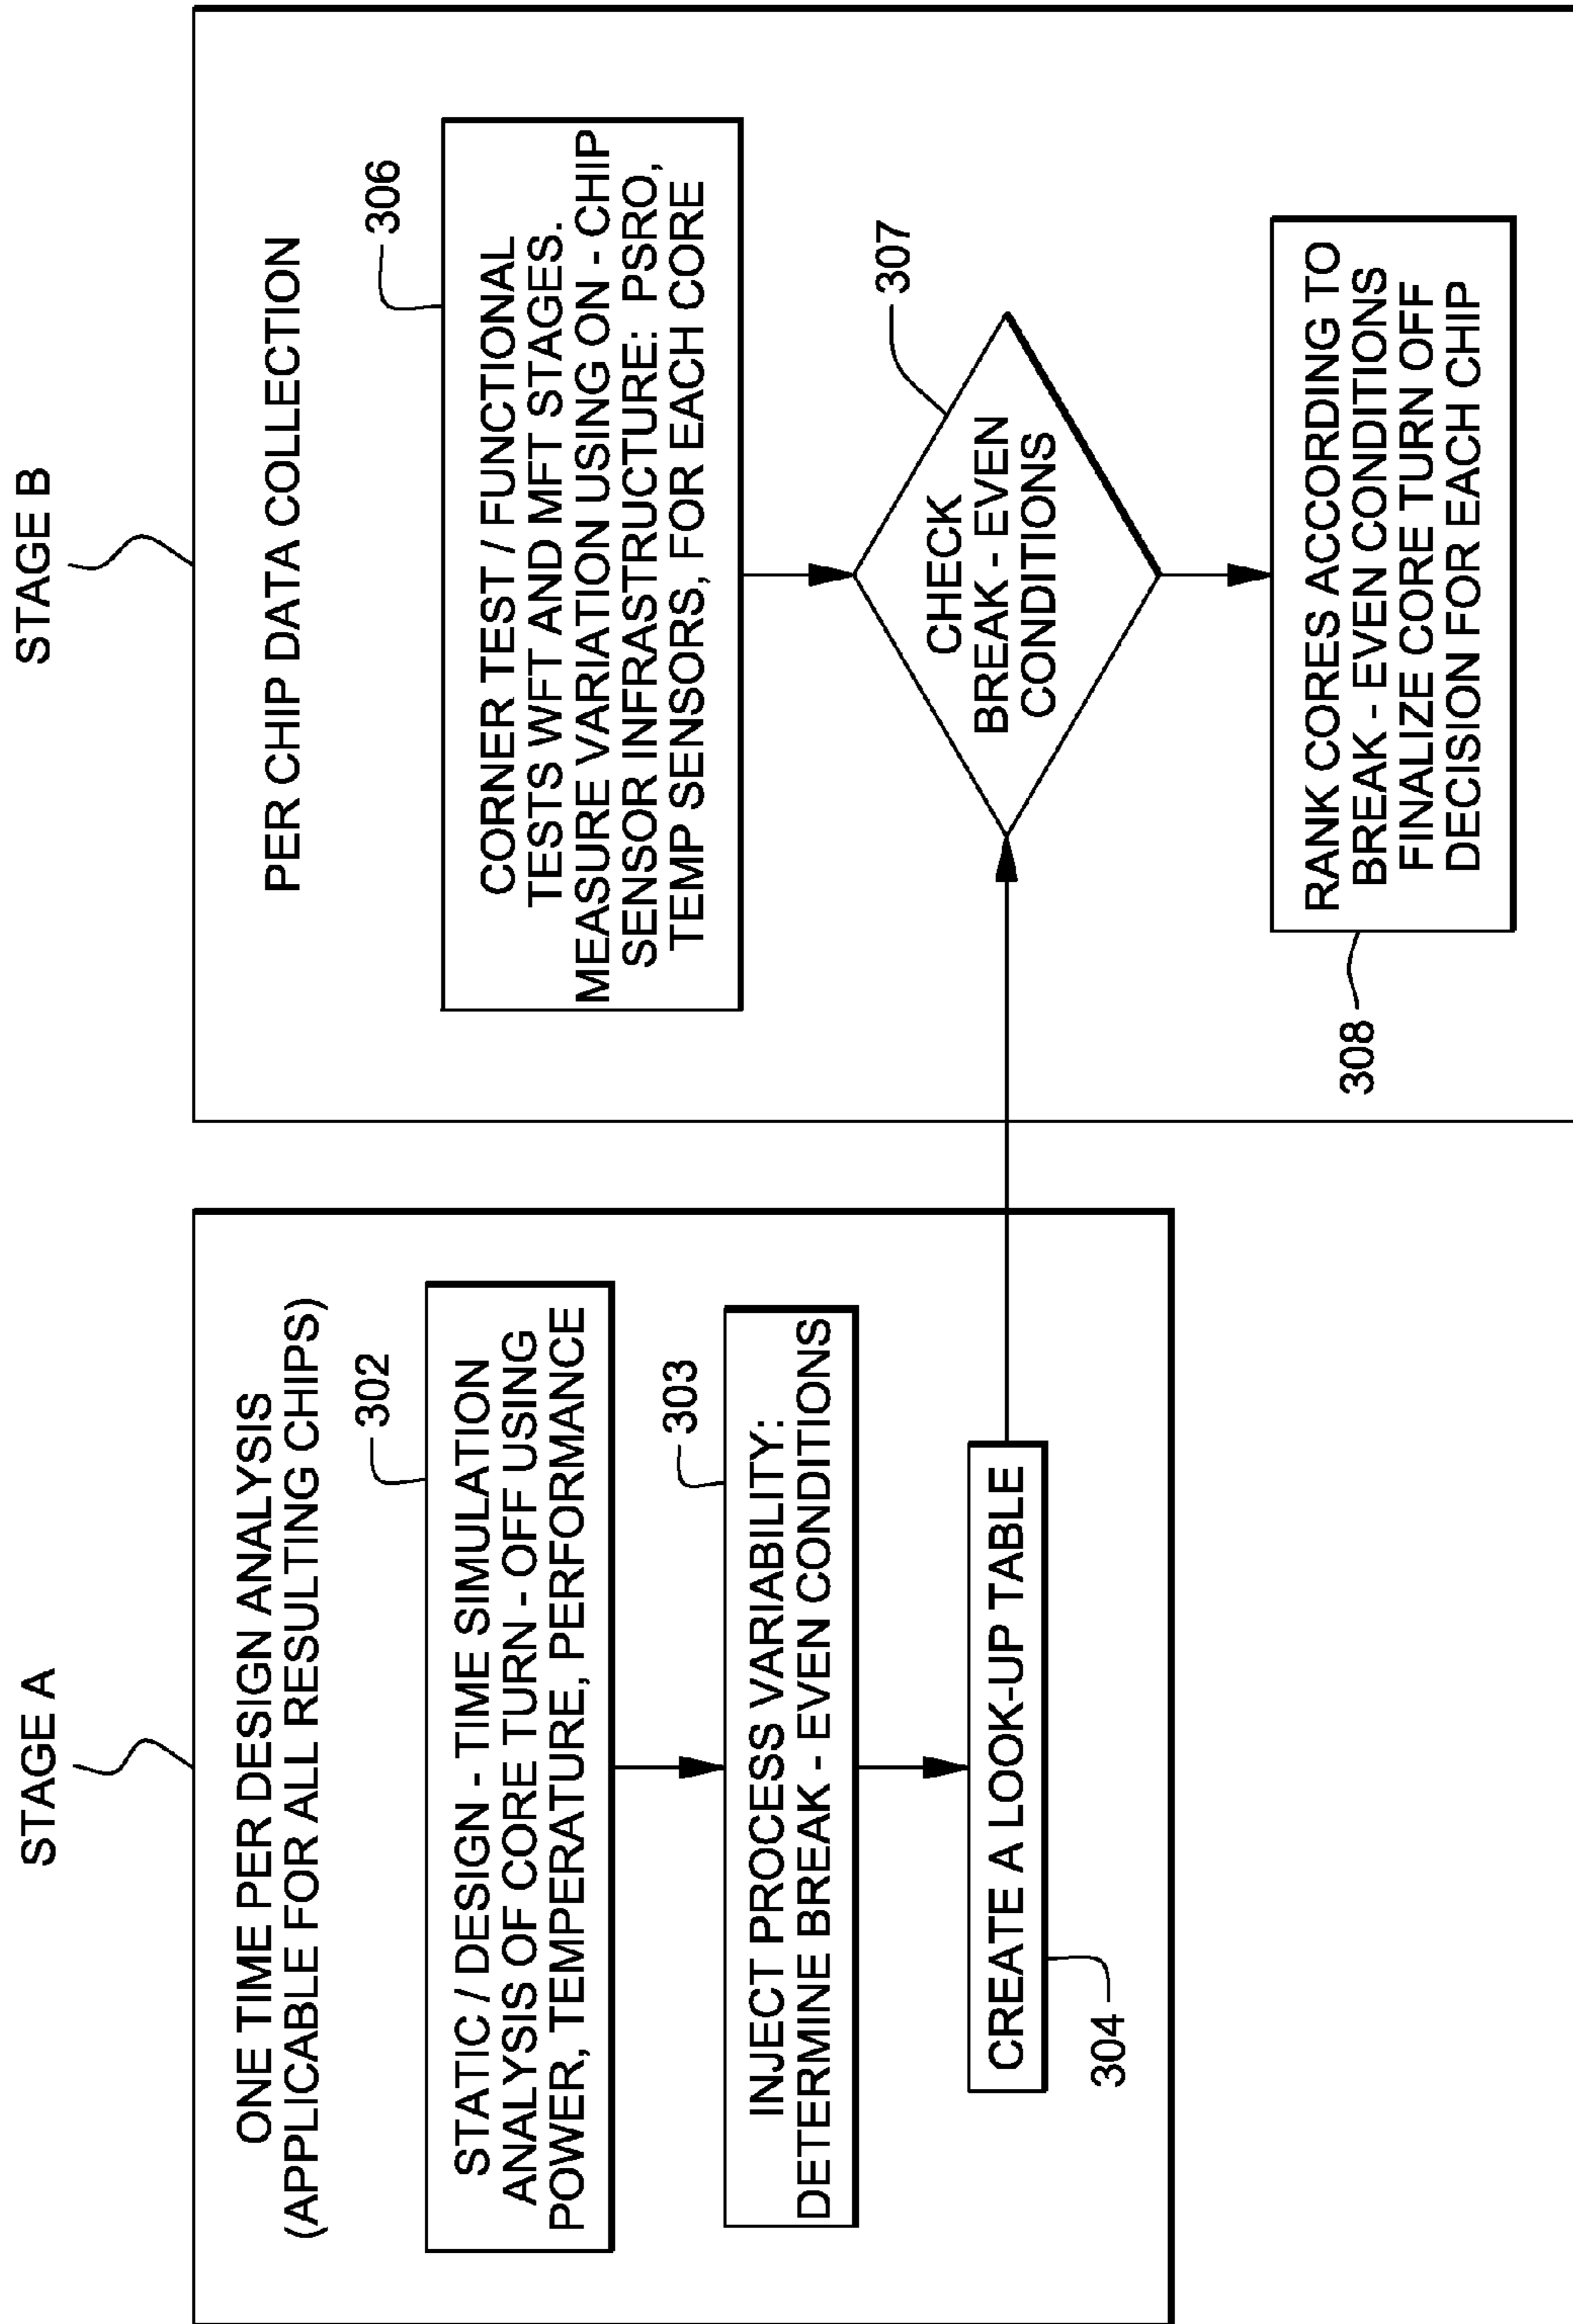 STAGE A
ONE TIME PER DESIGN ANALYSIS
(APPLICABLE FOR ALL RESULTING CHIPS)
302
STATIC / DESIGN - TIME SIMULATION
ANALYSIS OF CORE TURN - OFF USING
POWER, TEMPERATURE, PERFORMANCE
303
INJECT PROCESS VARIABILITY:
DETERMINE BREAK - EVEN CONDITIONS
CREATE A LOOK-UP TABLE
304
STAGE B
PER CHIP DATA COLLECTION
306
CORNER TEST / FUNCTIONAL
TESTS WFT AND MFT STAGES.
MEASURE VARIATION USING ON - CHIP
SENSOR INFRASTRUCTURE: PSRO,
TEMP SENSORS, FOR EACH CORE
307
CHECK
BREAK - EVEN
CONDITIONS
RANK CORES ACCORDING TO
BREAK - EVEN CONDITIONS
FINALIZE CORE TURN OFF
DECISION FOR EACH CHIP
308